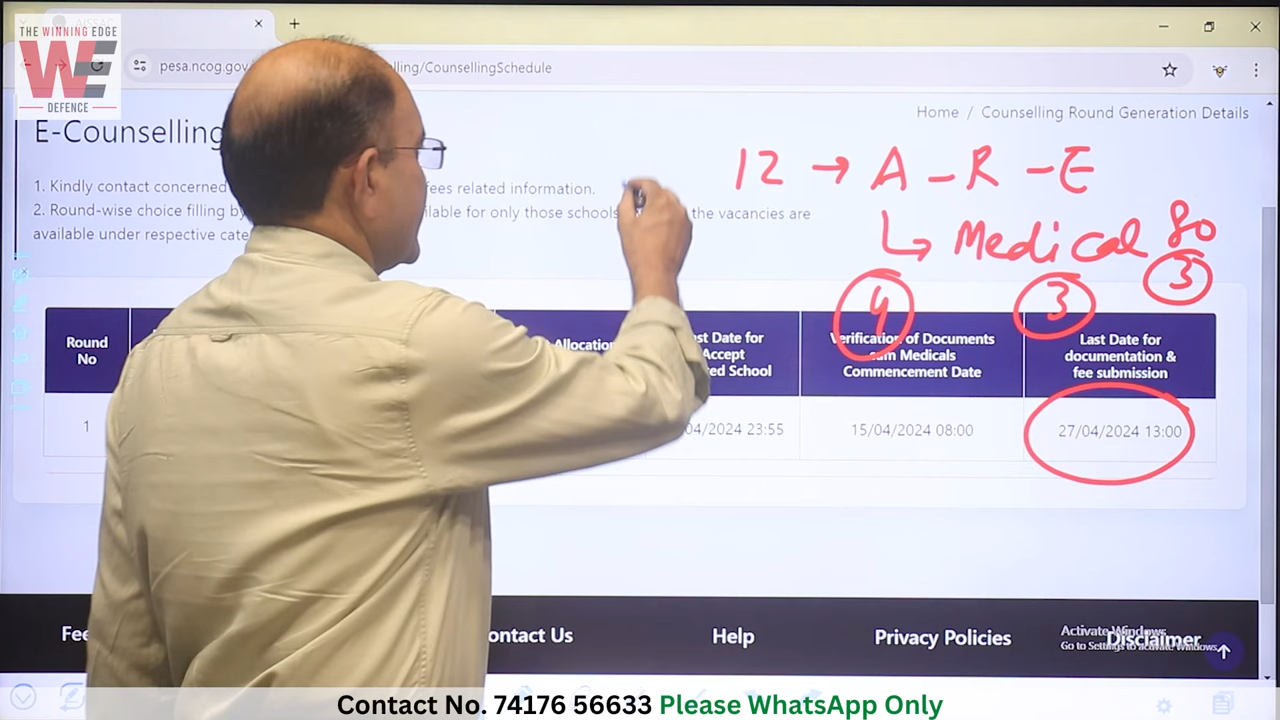 THE WINNING EDGE
WE
DEFENCE
pesa.ncog.gov
lling/CounsellingSchedule
Home / Counselling Round Generation Details
E-Counselling
1. Kindly contact concerned
fees related information.
2. Round-wise choice filling by
ilable for only those schools
the vacancies are
available under respective cate
12 → A - R - E
Medical 80
4
3
3
Round No
Allocation
st Date for
Accept
ed School
Verification of Documents
cum Medicals
Commencement Date
Last Date for
documentation &
fee submission
1
04/2024 23:55
15/04/2024 08:00
27/04/2024 13:00
Fee
ontact Us
Help
Privacy Policies
Disclaimer
Activate Windows
Go to Settings to activate Windows.
Contact No. 74176 56633 Please WhatsApp Only